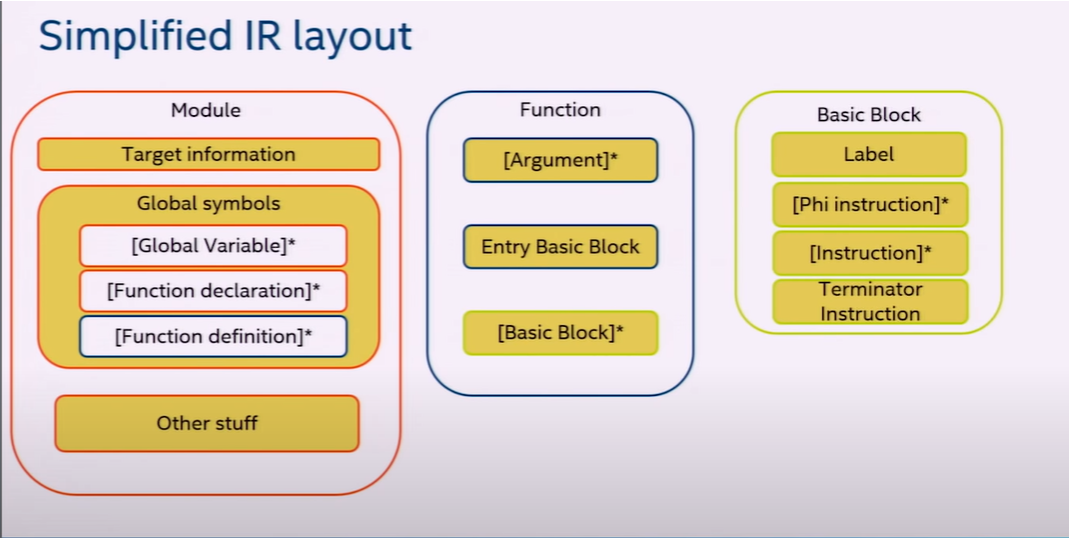 Simplified IR layout
Module
Target information
Global symbols
[Global Variable]*
[Function declaration]*
[Function definition]*
Other stuff
Function
[Argument]*
Entry Basic Block
[Basic Block]*
Basic Block
Label
[Phi instruction]*
[Instruction]*
Terminator
Instruction